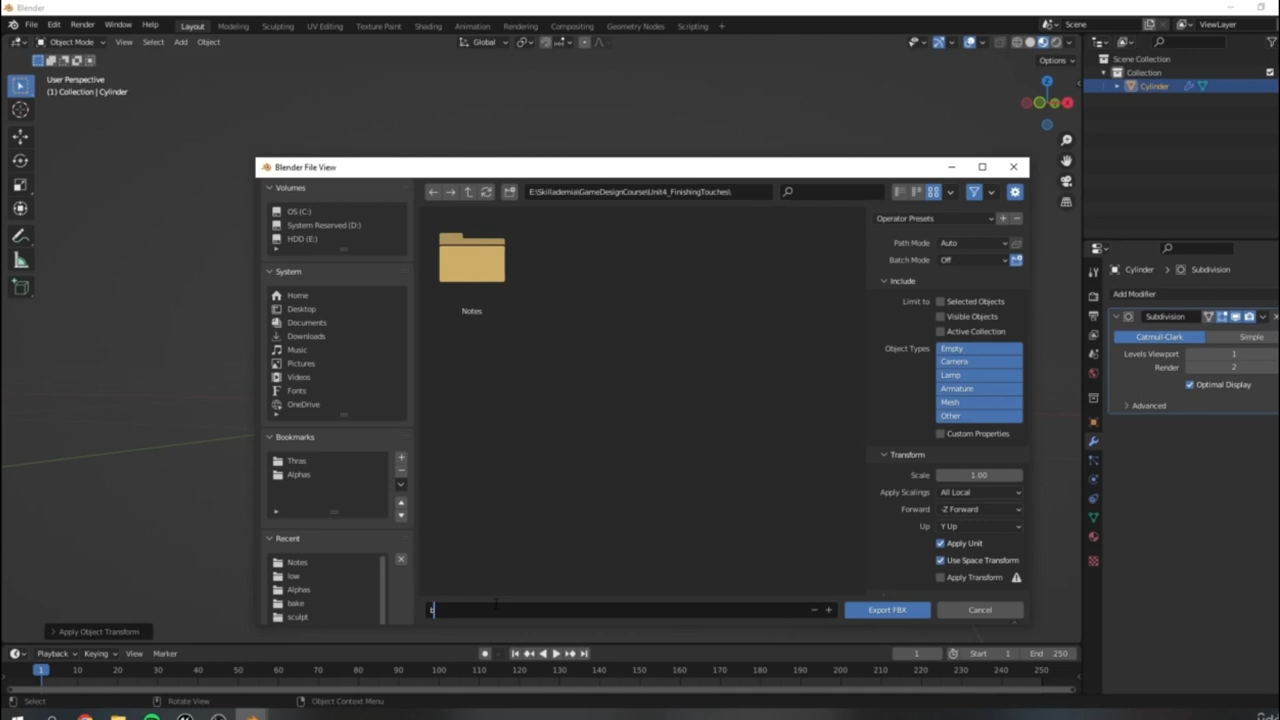 Blender
File Edit Render Window Help Layout Modeling Sculpting UV Editing Texture Paint Shading Animation Rendering Compositing Geometry Nodes Scripting + Scene ViewLayer
Object Mode View Select Add Object Global
Options
User Perspective
(1) Collection | Cylinder
Scene Collection
Collection
Cylinder
Z
Blender File View
Volumes
OS (C:)
System Reserved (D:)
HDD (E:)
System
Home
Desktop
Documents
Downloads
Music
Pictures
Videos
Fonts
OneDrive
Bookmarks
Thras
Alphas
Recent
Notes
low
Alphas
bake
sculpt
E:\Skillademia\GameDesignCourse\Unit4_FinishingTouches\
Notes
Operator Presets
Path Mode Auto
Batch Mode Off
Include
Limit to Selected Objects
Visible Objects
Active Collection
Object Types Empty
Camera
Lamp
Armature
Mesh
Other
Custom Properties
Transform
Scale 1.00
Apply Scalings All Local
Forward -Z Forward
Up Y Up
Apply Unit
Use Space Transform
Apply Transform
Export FBX Cancel
Cylinder > Subdivision
Add Modifier
Subdivision
Catmull-Clark Simple
Levels Viewport 1
Render 2
Optimal Display
Advanced
Apply Object Transform
Playback Keying View Marker 1 Start 1 End 250
1 10 20 30 40 50 60 70 80 90 100 110 120 130 140 150 160 170 180 190 200 210 220 230 240 250
Select Rotate View Object Context Menu